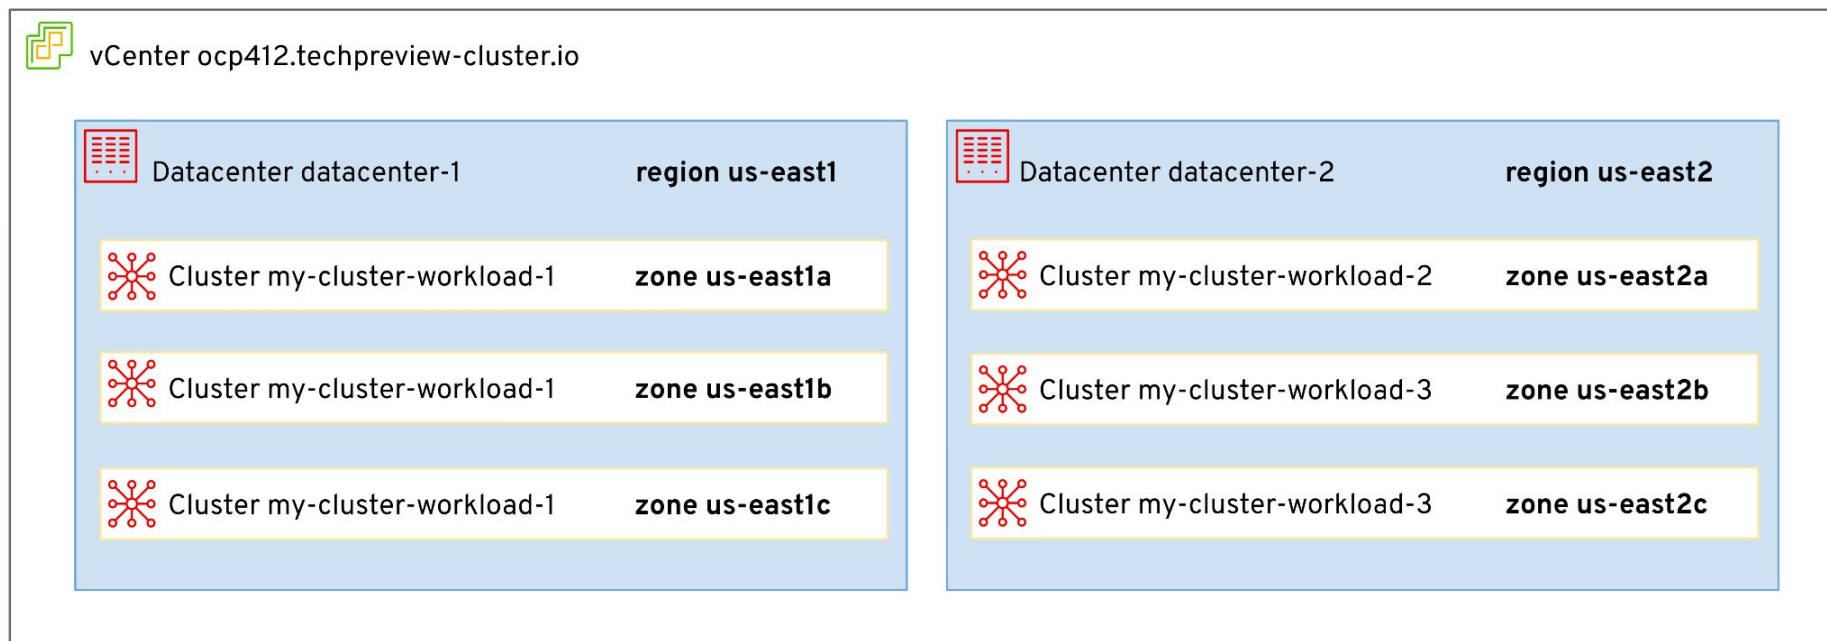 vCenter ocp412.techpreview-cluster.io
Datacenter datacenter-1 region us-east1
Cluster my-cluster-workload-1 zone us-east1a
Cluster my-cluster-workload-1 zone us-east1b
Cluster my-cluster-workload-1 zone us-east1c
Datacenter datacenter-2 region us-east2
Cluster my-cluster-workload-2 zone us-east2a
Cluster my-cluster-workload-3 zone us-east2b
Cluster my-cluster-workload-3 zone us-east2c